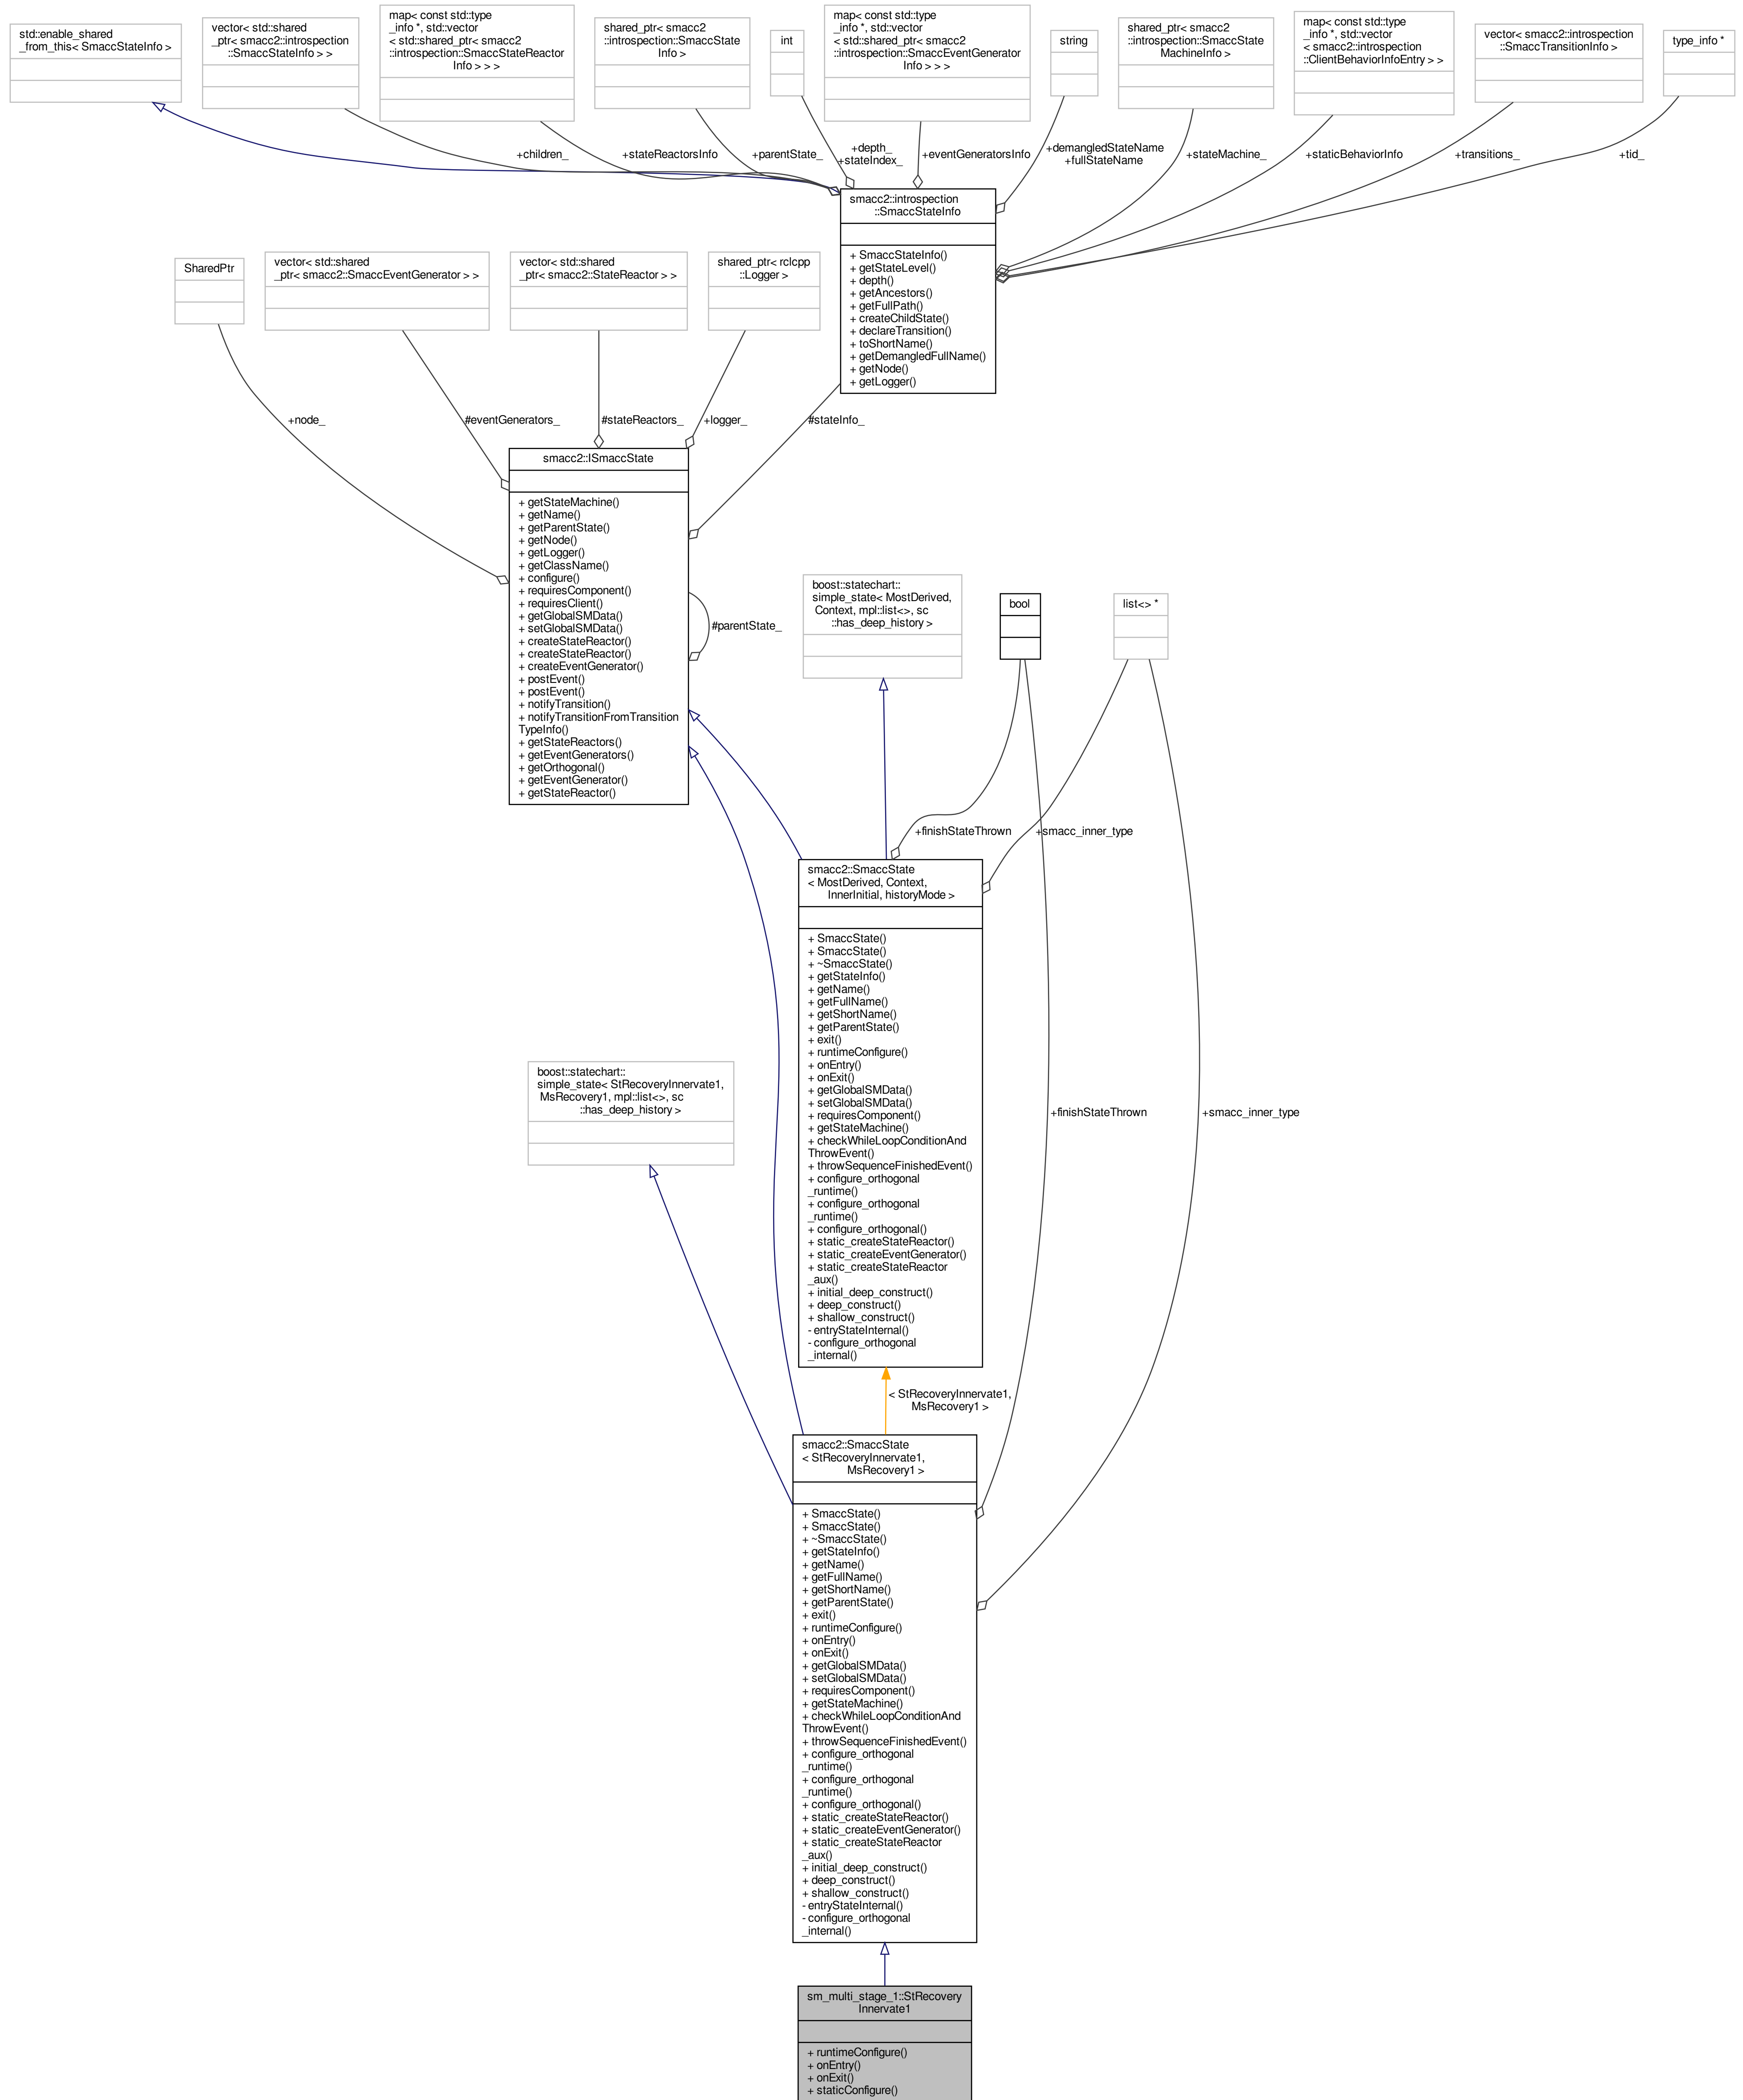 std::enable_shared
_from_this< SmaccStateInfo >
vector< std::shared
_ptr< smacc2::introspection
::SmaccStateInfo > >
map< const std::type
_info *, std::vector
< std::shared_ptr< smacc2
::introspection::SmaccStateReactor
Info > > >
shared_ptr< smacc2
::introspection::SmaccState
Info >
int
map< const std::type
_info *, std::vector
< std::shared_ptr< smacc2
::introspection::SmaccEventGenerator
Info > > >
string
shared_ptr< smacc2
::introspection::SmaccState
MachineInfo >
map< const std::type
_info *, std::vector
< smacc2::introspection
::ClientBehaviorInfoEntry > >
vector< smacc2::introspection
::SmaccTransitionInfo >
type_info *
+children_
+stateReactorsInfo
+parentState_
+depth_
+stateIndex_
+eventGeneratorsInfo
+demangledStateName
+fullStateName
+stateMachine_
+staticBehaviorInfo
+transitions_
+tid_
smacc2::introspection
::SmaccStateInfo
+ SmaccStateInfo()
+ getStateLevel()
+ depth()
+ getAncestors()
+ getFullPath()
+ createChildState()
+ declareTransition()
+ toShortName()
+ getDemangledFullName()
+ getNode()
+ getLogger()
SharedPtr
vector< std::shared
_ptr< smacc2::SmaccEventGenerator > >
vector< std::shared
_ptr< smacc2::StateReactor > >
shared_ptr< rclcpp
::Logger >
+node_
#eventGenerators_
#stateReactors_
+logger_
#stateInfo_
smacc2::ISmaccState
+ getStateMachine()
+ getName()
+ getParentState()
+ getNode()
+ getLogger()
+ getClassName()
+ configure()
+ requiresComponent()
+ requiresClient()
+ getGlobalSMData()
+ setGlobalSMData()
+ createStateReactor()
+ createStateReactor()
+ createEventGenerator()
+ postEvent()
+ postEvent()
+ notifyTransition()
+ notifyTransitionFromTransition
TypeInfo()
+ getStateReactors()
+ getEventGenerators()
+ getOrthogonal()
+ getEventGenerator()
+ getStateReactor()
#parentState_
boost::statechart::
simple_state< MostDerived,
Context, mpl::list<>, sc
::has_deep_history >
bool
list<> *
+finishStateThrown
+smacc_inner_type
smacc2::SmaccState
< MostDerived, Context,
InnerInitial, historyMode >
+ SmaccState()
+ SmaccState()
+ ~SmaccState()
+ getStateInfo()
+ getName()
+ getFullName()
+ getShortName()
+ getParentState()
+ exit()
+ runtimeConfigure()
+ onEntry()
+ onExit()
+ getGlobalSMData()
+ setGlobalSMData()
+ requiresComponent()
+ getStateMachine()
+ checkWhileLoopConditionAnd
ThrowEvent()
+ throwSequenceFinishedEvent()
+ configure_orthogonal
_runtime()
+ configure_orthogonal
_runtime()
+ configure_orthogonal()
+ static_createStateReactor()
+ static_createEventGenerator()
+ static_createStateReactor
_aux()
+ initial_deep_construct()
+ deep_construct()
+ shallow_construct()
- entryStateInternal()
- configure_orthogonal
_internal()
boost::statechart::
simple_state< StRecoveryInnervate1,
MsRecovery1, mpl::list<>, sc
::has_deep_history >
+finishStateThrown
+smacc_inner_type
< StRecoveryInnervate1,
MsRecovery1 >
smacc2::SmaccState
< StRecoveryInnervate1,
MsRecovery1 >
+ SmaccState()
+ SmaccState()
+ ~SmaccState()
+ getStateInfo()
+ getName()
+ getFullName()
+ getShortName()
+ getParentState()
+ exit()
+ runtimeConfigure()
+ onEntry()
+ onExit()
+ getGlobalSMData()
+ setGlobalSMData()
+ requiresComponent()
+ getStateMachine()
+ checkWhileLoopConditionAnd
ThrowEvent()
+ throwSequenceFinishedEvent()
+ configure_orthogonal
_runtime()
+ configure_orthogonal
_runtime()
+ configure_orthogonal()
+ static_createStateReactor()
+ static_createEventGenerator()
+ static_createStateReactor
_aux()
+ initial_deep_construct()
+ deep_construct()
+ shallow_construct()
- entryStateInternal()
- configure_orthogonal
_internal()
sm_multi_stage_1::StRecovery
Innervate1
+ runtimeConfigure()
+ onEntry()
+ onExit()
+ staticConfigure()